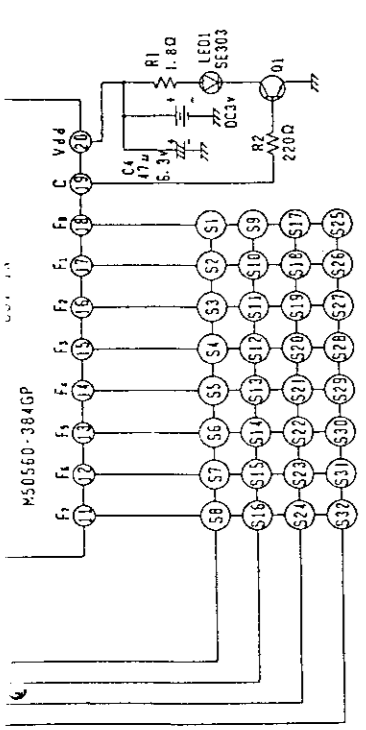 M50560-384GP
F7 F6 F5 F4 F3 F2 F1 F0 C Vdd
11 12 13 14 15 16 17 18 19 20
C4
47μ
6.3v
R1
1.8Ω
LED1
SE303
DC3v
R2
220Ω
Q1
S8 S7 S6 S5 S4 S3 S2 S1
S16 S15 S14 S13 S12 S11 S10 S9
S24 S23 S22 S21 S20 S19 S18 S17
S32 S31 S30 S29 S28 S27 S26 S25